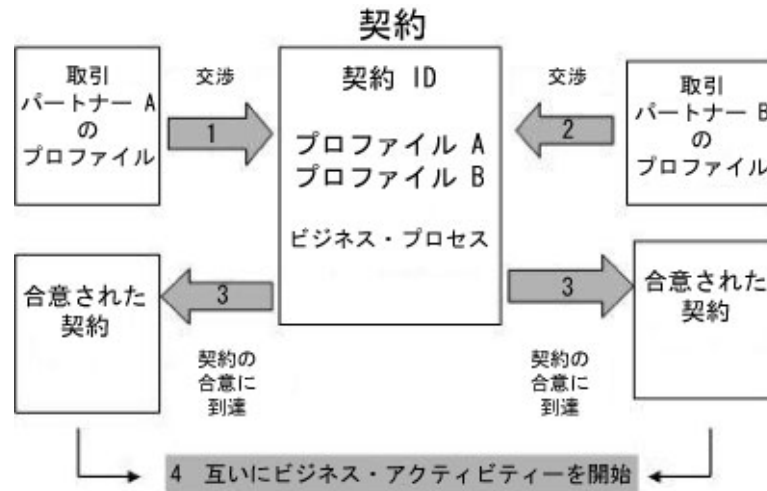 契約
取引
パートナー A
の
プロファイル
交渉
1
契約 ID
プロファイル A
プロファイル B
ビジネス・プロセス
交渉
2
取引
パートナー B
の
プロファイル
合意された
契約
3
契約の
合意に
到達
3
契約の
合意に
到達
合意された
契約
4 互いにビジネス・アクティビティーを開始